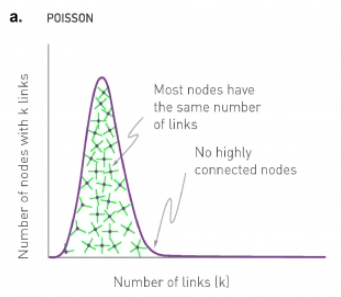 a. POISSON
Number of nodes with k links
Most nodes have
the same number
of links
No highly
connected nodes
Number of links (k)